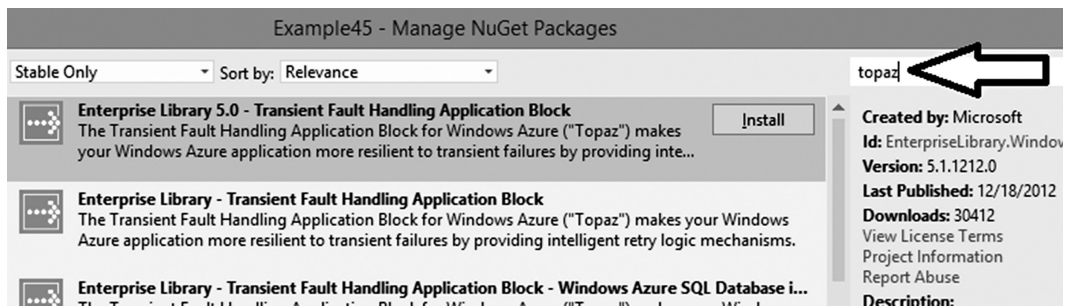 Example45 - Manage NuGet Packages
Stable Only
Sort by: Relevance
topaz
Enterprise Library 5.0 - Transient Fault Handling Application Block
The Transient Fault Handling Application Block for Windows Azure ("Topaz") makes
your Windows Azure application more resilient to transient failures by providing inte...
Install
Enterprise Library - Transient Fault Handling Application Block
The Transient Fault Handling Application Block for Windows Azure ("Topaz") makes your Windows
Azure application more resilient to transient failures by providing intelligent retry logic mechanisms.
Enterprise Library - Transient Fault Handling Application Block - Windows Azure SQL Database i...
Created by: Microsoft
Id: EnterpriseLibrary.Window
Version: 5.1.1212.0
Last Published: 12/18/2012
Downloads: 30412
View License Terms
Project Information
Report Abuse
Description: